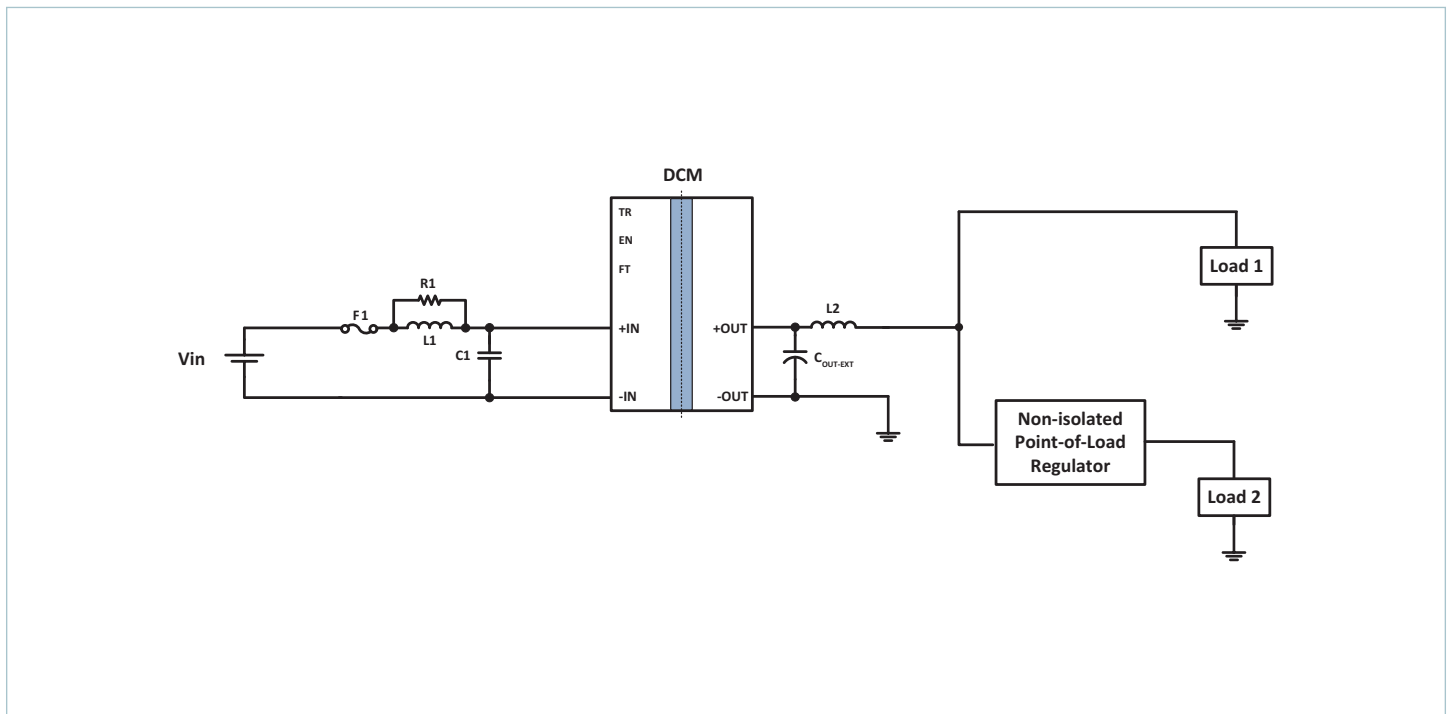 DCM
TR
EN
FT
R1
F1
L1
C1
Vin
+IN
-IN
+OUT
-OUT
L2
COUT-EXT
Load 1
Non-isolated
Point-of-Load
Regulator
Load 2